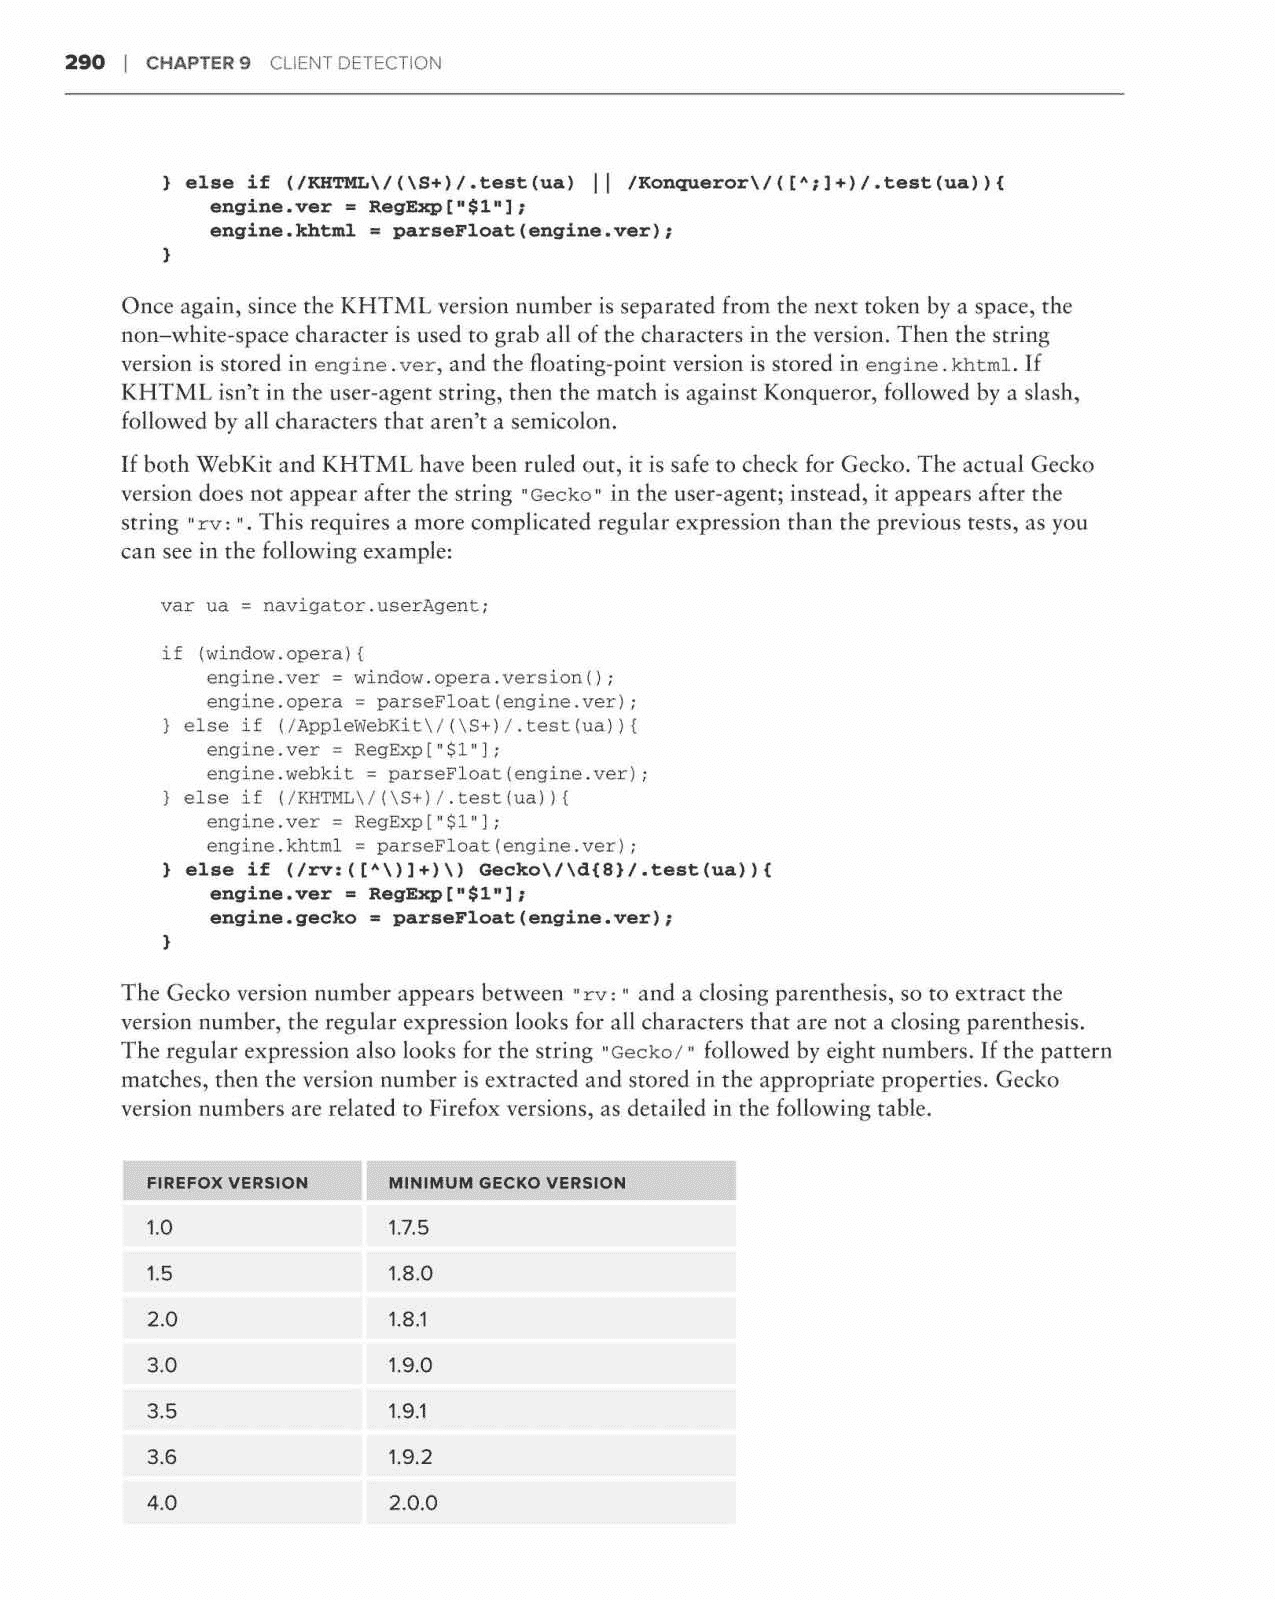 290 | CHAPTER 9 CLIENT DETECTION
} else if (/KHTML\/(\S+)/.test(ua) || /Konqueror\/([^;]+)/.test(ua)){
    engine.ver = RegExp["$1"];
    engine.khtml = parseFloat(engine.ver);
}
Once again, since the KHTML version number is separated from the next token by a space, the
non–white-space character is used to grab all of the characters in the version. Then the string
version is stored in engine.ver, and the floating-point version is stored in engine.khtml. If
KHTML isn’t in the user-agent string, then the match is against Konqueror, followed by a slash,
followed by all characters that aren’t a semicolon.
If both WebKit and KHTML have been ruled out, it is safe to check for Gecko. The actual Gecko
version does not appear after the string "Gecko" in the user-agent; instead, it appears after the
string "rv:". This requires a more complicated regular expression than the previous tests, as you
can see in the following example:
var ua = navigator.userAgent;
if (window.opera){
    engine.ver = window.opera.version();
    engine.opera = parseFloat(engine.ver);
} else if (/AppleWebKit\/(\S+)/.test(ua)){
    engine.ver = RegExp["$1"];
    engine.webkit = parseFloat(engine.ver);
} else if (/KHTML\/(\S+)/.test(ua)){
    engine.ver = RegExp["$1"];
    engine.khtml = parseFloat(engine.ver);
} else if (/rv:([^\)]+)\) Gecko\/\d{8}/.test(ua)){
    engine.ver = RegExp["$1"];
    engine.gecko = parseFloat(engine.ver);
}
The Gecko version number appears between "rv:" and a closing parenthesis, so to extract the
version number, the regular expression looks for all characters that are not a closing parenthesis.
The regular expression also looks for the string "Gecko/" followed by eight numbers. If the pattern
matches, then the version number is extracted and stored in the appropriate properties. Gecko
version numbers are related to Firefox versions, as detailed in the following table.
FIREFOX VERSION MINIMUM GECKO VERSION
1.0 1.7.5
1.5 1.8.0
2.0 1.8.1
3.0 1.9.0
3.5 1.9.1
3.6 1.9.2
4.0 2.0.0